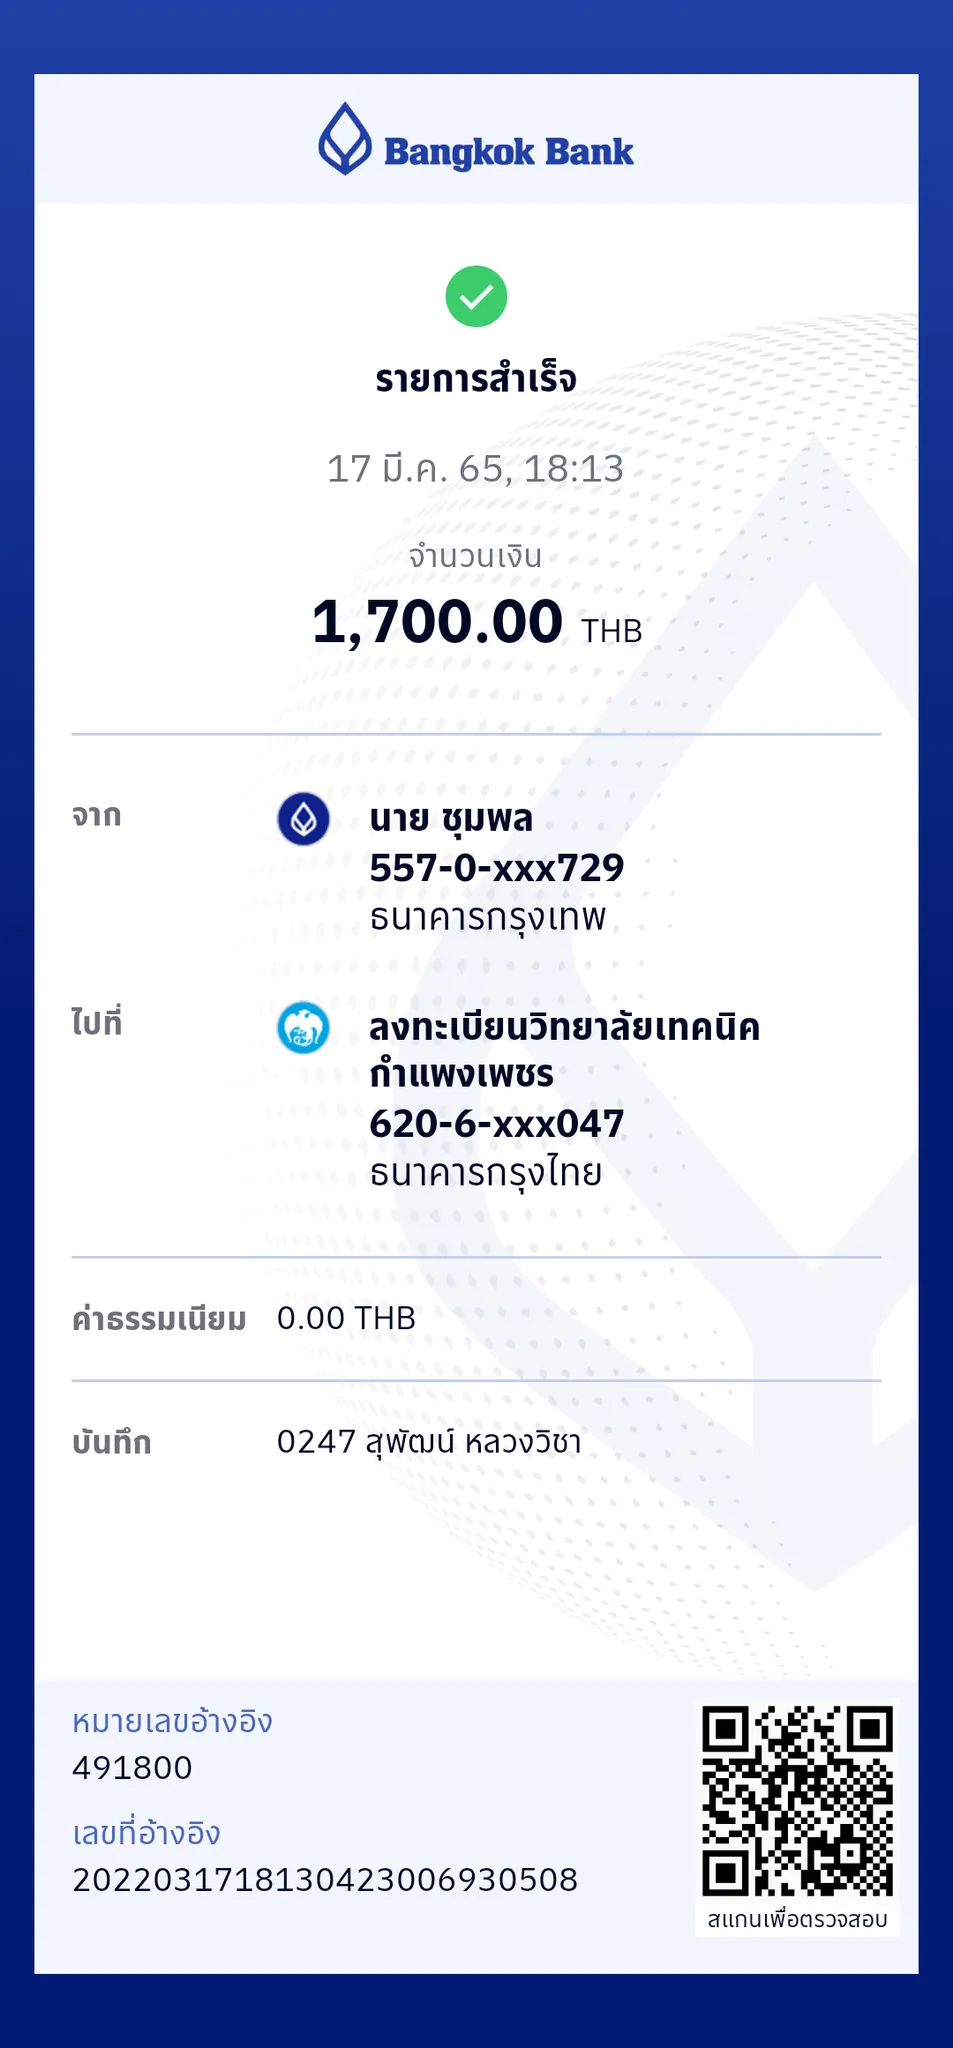 Bangkok Bank
รายการสำเร็จ
17 มี.ค. 65, 18:13
จำนวนเงิน
1,700.00 THB
จาก
นาย ชุมพล
557-0-xxx729
ธนาคารกรุงเทพ
ไปที่
ลงทะเบียนวิทยาลัยเทคนิค
กำแพงเพชร
620-6-xxx047
ธนาคารกรุงไทย
ค่าธรรมเนียม 0.00 THB
บันทึก 0247 สุพัฒน์ หลวงวิชา
หมายเลขอ้างอิง
491800
เลขที่อ้างอิง
2022031718130423006930508
สแกนเพื่อตรวจสอบ